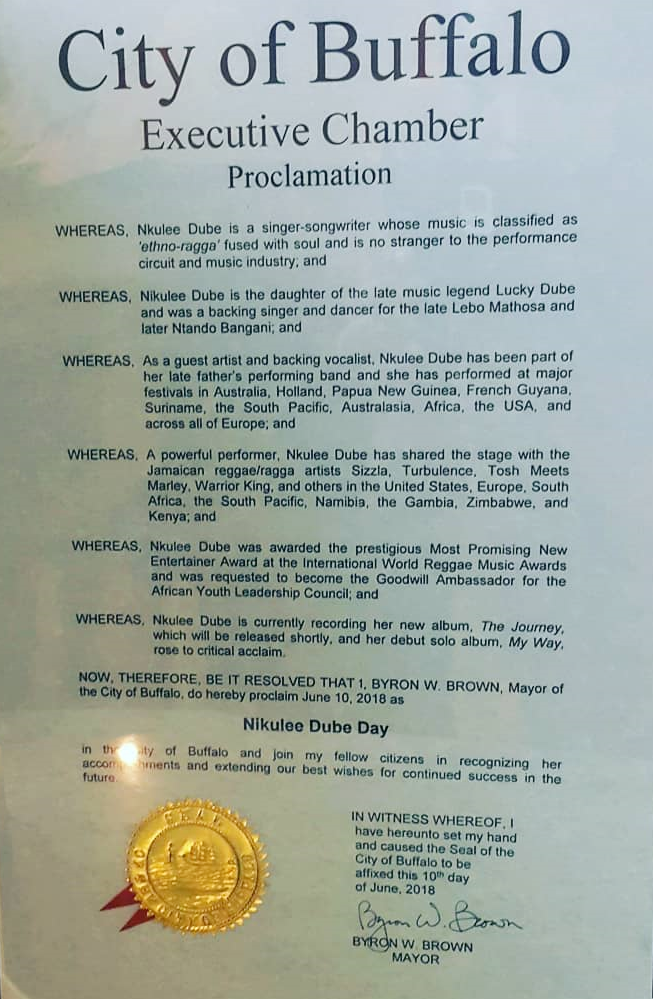 City of Buffalo
Executive Chamber
Proclamation
WHEREAS, Nkulee Dube is a singer-songwriter whose music is classified as
'ethno-ragga' fused with soul and is no stranger to the performance
circuit and music industry; and
WHEREAS, Nikulee Dube is the daughter of the late music legend Lucky Dube
and was a backing singer and dancer for the late Lebo Mathosa and
later Ntando Bangani; and
WHEREAS, As a guest artist and backing vocalist, Nkulee Dube has been part of
her late father's performing band and she has performed at major
festivals in Australia, Holland, Papua New Guinea, French Guyana,
Suriname, the South Pacific, Australasia, Africa, the USA, and
across all of Europe; and
WHEREAS, A powerful performer, Nkulee Dube has shared the stage with the
Jamaican reggae/ragga artists Sizzla, Turbulence, Tosh Meets
Marley, Warrior King, and others in the United States, Europe, South
Africa, the South Pacific, Namibia, the Gambia, Zimbabwe, and
Kenya; and
WHEREAS, Nkulee Dube was awarded the prestigious Most Promising New
Entertainer Award at the International World Reggae Music Awards
and was requested to become the Goodwill Ambassador for the
African Youth Leadership Council; and
WHEREAS, Nkulee Dube is currently recording her new album, The Journey,
which will be released shortly, and her debut solo album, My Way,
rose to critical acclaim.
NOW, THEREFORE, BE IT RESOLVED THAT I, BYRON W. BROWN, Mayor of
the City of Buffalo, do hereby proclaim June 10, 2018 as
Nikulee Dube Day
in of Buffalo and join my fellow citizens in recognizing her
and extending our best wishes for continued success in the
future.
SEAL
IN WITNESS WHEREOF, I
have hereunto set my hand
and caused the Seal of the
City of Buffalo to be
affixed this 10th day
of June, 2018
Byron W. Brown
BYRON W. BROWN
MAYOR